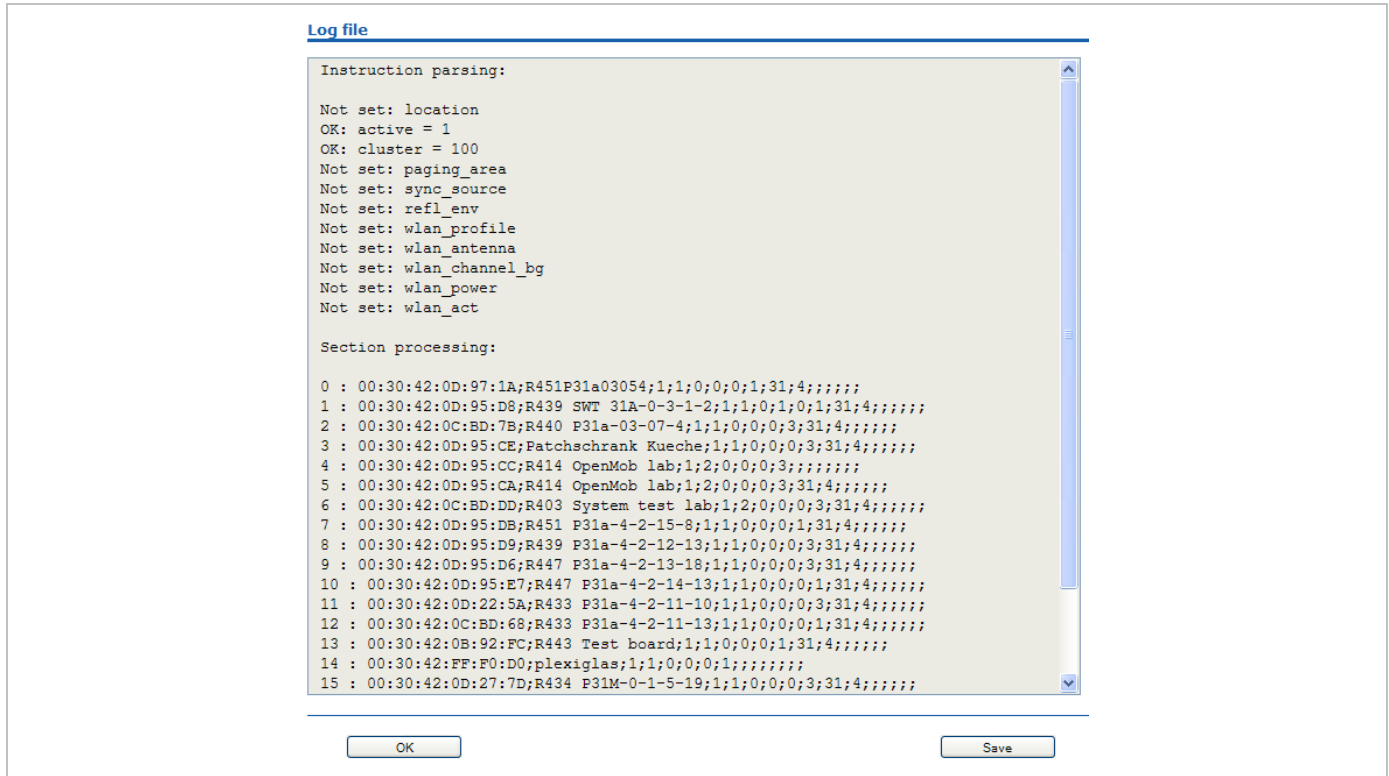 Log file
Instruction parsing:
Not set: location
OK: active = 1
OK: cluster = 100
Not set: paging_area
Not set: sync_source
Not set: refl_env
Not set: wlan_profile
Not set: wlan_antenna
Not set: wlan_channel_bg
Not set: wlan_power
Not set: wlan_act
Section processing:
0 : 00:30:42:0D:97:1A;R451P31a03054;1;1;0;0;0;1;31;4;;;;;;
1 : 00:30:42:0D:95:D8;R439 SWT 31A-0-3-1-2;1;1;0;1;0;1;31;4;;;;;;
2 : 00:30:42:0C:BD:7B;R440 P31a-03-07-4;1;1;0;0;0;3;31;4;;;;;;
3 : 00:30:42:0D:95:CE;Patchschrank Kueche;1;1;0;0;0;3;31;4;;;;;;
4 : 00:30:42:0D:95:CC;R414 OpenMob lab;1;2;0;0;0;3;;;;;;;;
5 : 00:30:42:0D:95:CA;R414 OpenMob lab;1;2;0;0;0;3;31;4;;;;;;
6 : 00:30:42:0C:BD:DD;R403 System test lab;1;2;0;0;0;3;31;4;;;;;;
7 : 00:30:42:0D:95:DB;R451 P31a-4-2-15-8;1;1;0;0;0;1;31;4;;;;;;
8 : 00:30:42:0D:95:D9;R439 P31a-4-2-12-13;1;1;0;0;0;3;31;4;;;;;;
9 : 00:30:42:0D:95:D6;R447 P31a-4-2-13-18;1;1;0;0;0;3;31;4;;;;;;
10 : 00:30:42:0D:95:E7;R447 P31a-4-2-14-13;1;1;0;0;0;1;31;4;;;;;;
11 : 00:30:42:0D:22:5A;R433 P31a-4-2-11-10;1;1;0;0;0;3;31;4;;;;;;
12 : 00:30:42:0C:BD:68;R433 P31a-4-2-11-13;1;1;0;0;0;1;31;4;;;;;;
13 : 00:30:42:0B:92:FC;R443 Test board;1;1;0;0;0;1;31;4;;;;;;
14 : 00:30:42:FF:F0:D0;plexiglas;1;1;0;0;0;1;;;;;;;;
15 : 00:30:42:0D:27:7D;R434 P31M-0-1-5-19;1;1;0;0;0;3;31;4;;;;;;
OK Save